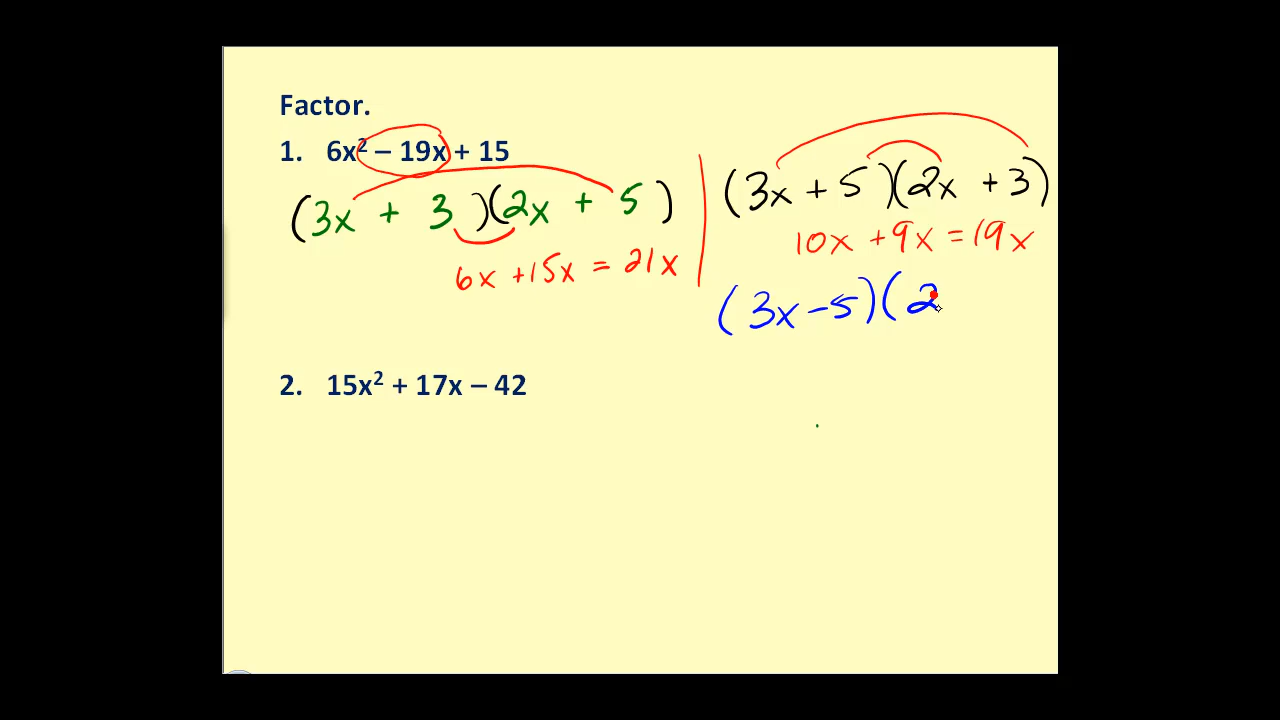 Factor.
1. 6x² – 19x + 15
(3x + 3)(2x + 5)
6x + 15x = 21x
(3x + 5)(2x + 3)
10x + 9x = 19x
(3x – 5)(2
2. 15x² + 17x – 42